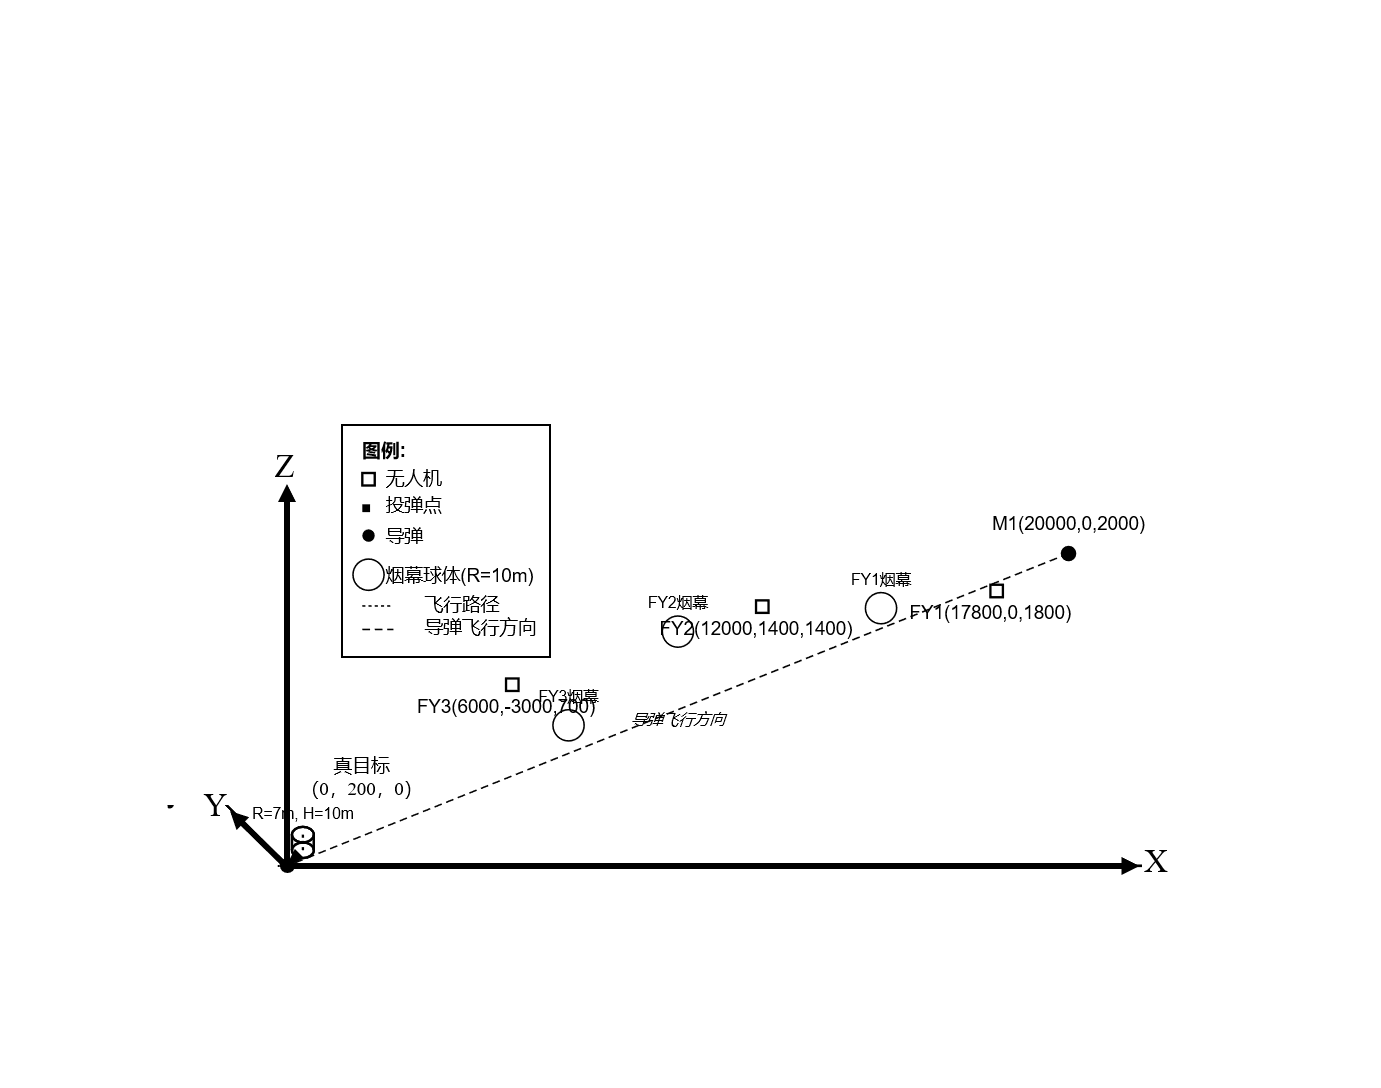 Z
图例:
无人机
投弹点
导弹
烟幕球体(R=10m)
飞行路径
导弹飞行方向
M1(20000,0,2000)
FY1烟幕
FY1(17800,0,1800)
FY2烟幕
FY2(12000,1400,1400)
FY3烟幕
FY3(6000,-3000,700)
导弹飞行方向
真目标
(0, 200, 0)
Y
R=7m, H=10m
X